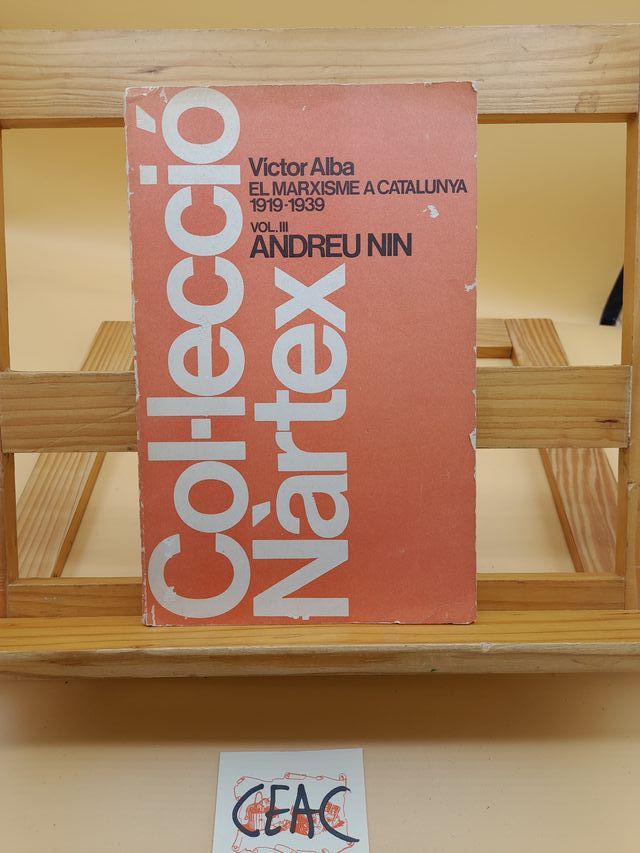 Col·lecció
Nàrtex
Víctor Alba
EL MARXISME A CATALUNYA
1919-1939
VOL. III
ANDREU NIN
CEAC